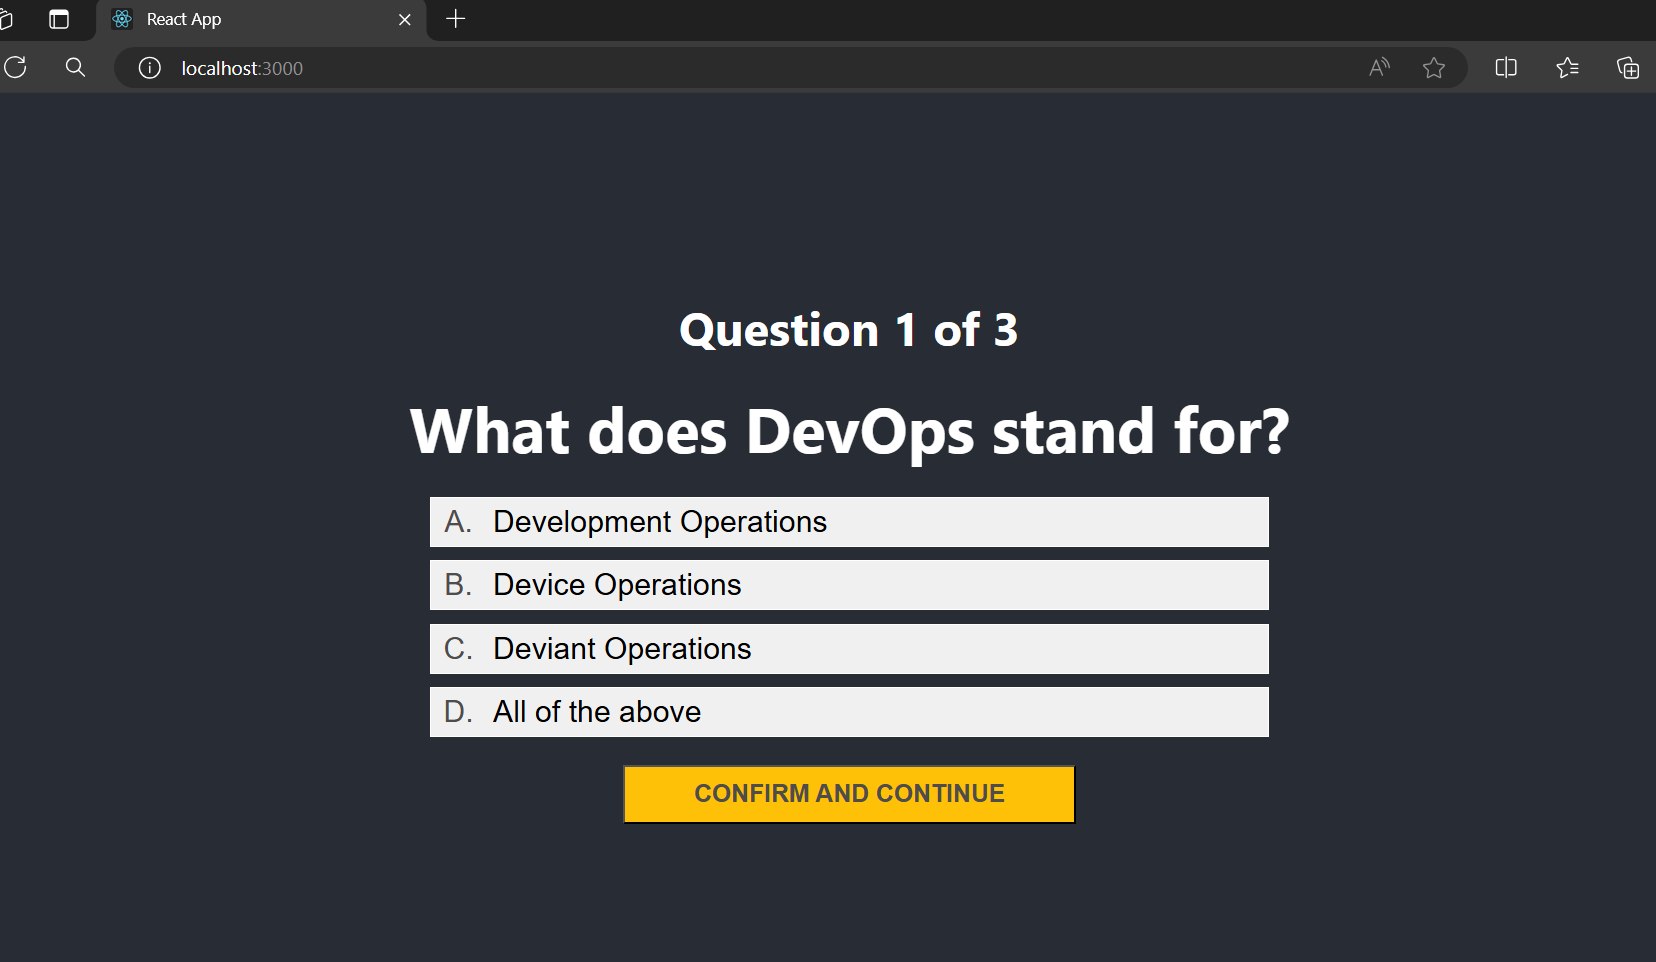 React App
localhost:3000
Question 1 of 3
What does DevOps stand for?
A. Development Operations
B. Device Operations
C. Deviant Operations
D. All of the above
CONFIRM AND CONTINUE